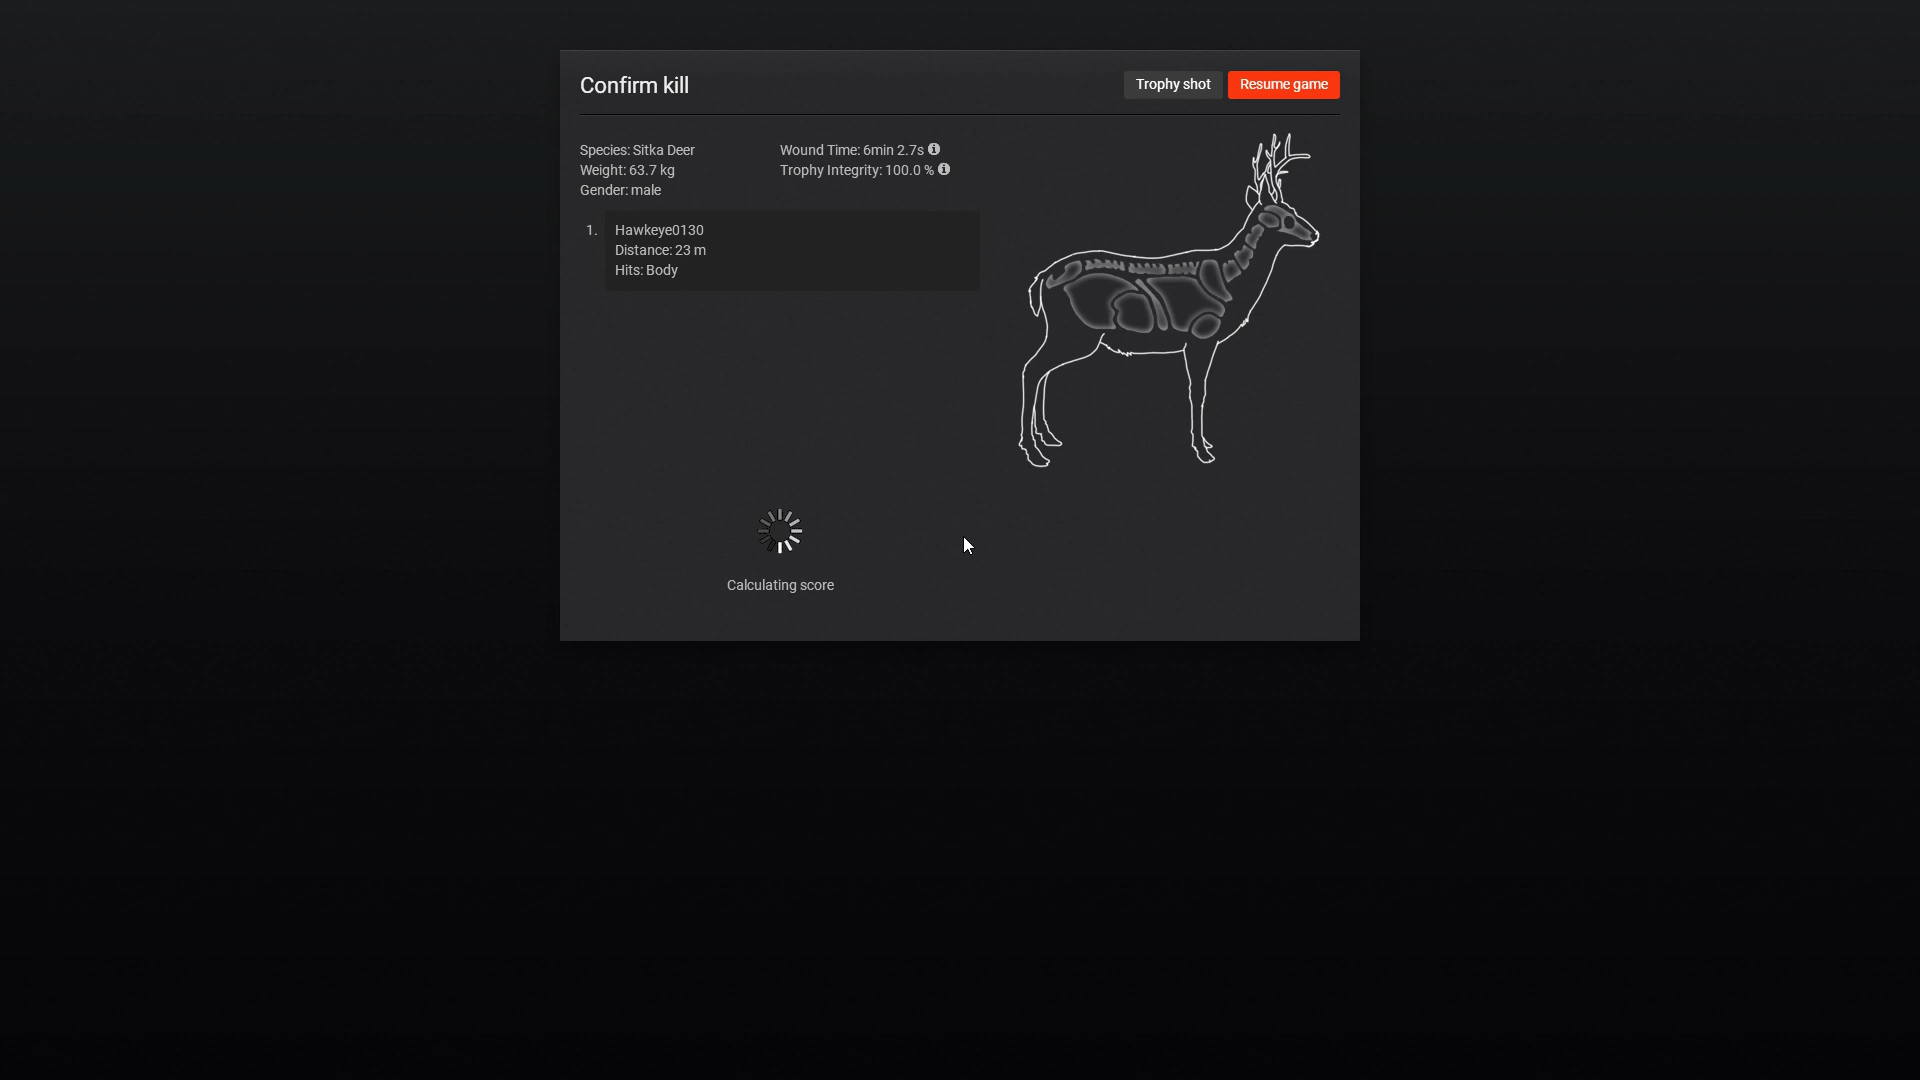 Confirm kill
Trophy shot
Resume game
Species: Sitka Deer
Weight: 63.7 kg
Gender: male
Wound Time: 6min 2.7s
Trophy Integrity: 100.0 %
1.
Hawkeye0130
Distance: 23 m
Hits: Body
Calculating score